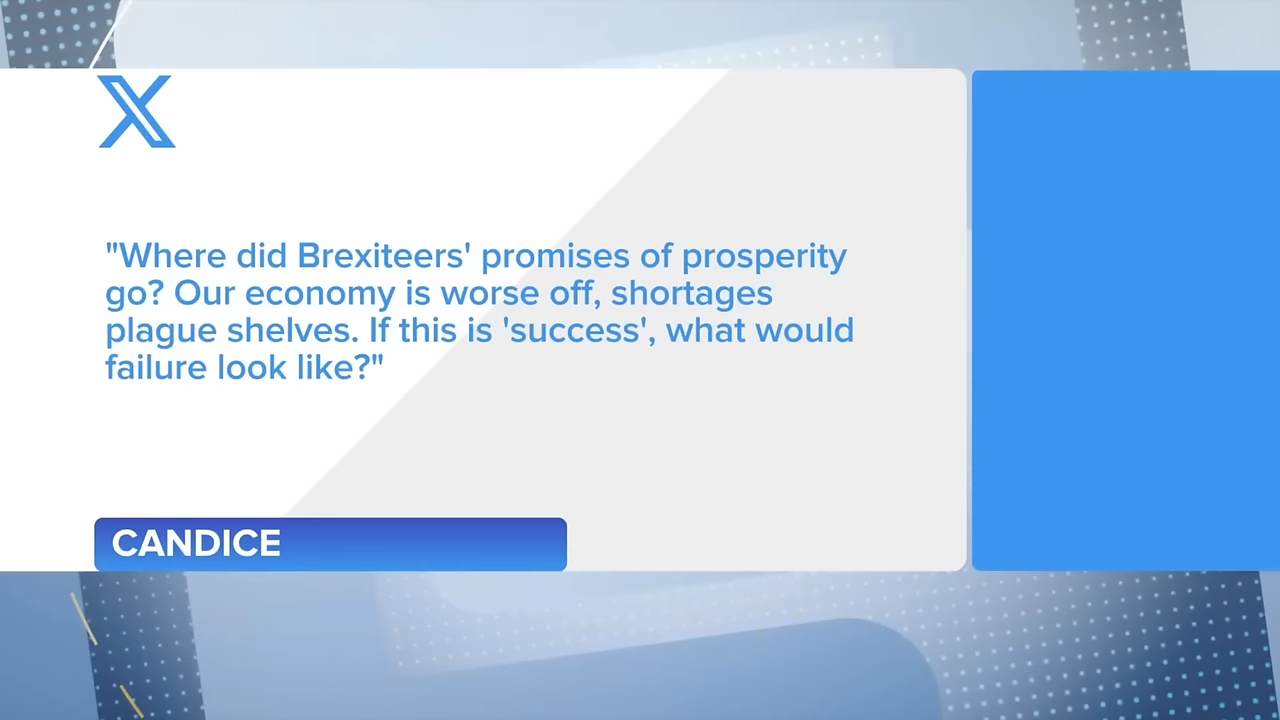 "Where did Brexiteers' promises of prosperity
go? Our economy is worse off, shortages
plague shelves. If this is 'success', what would
failure look like?"
CANDICE